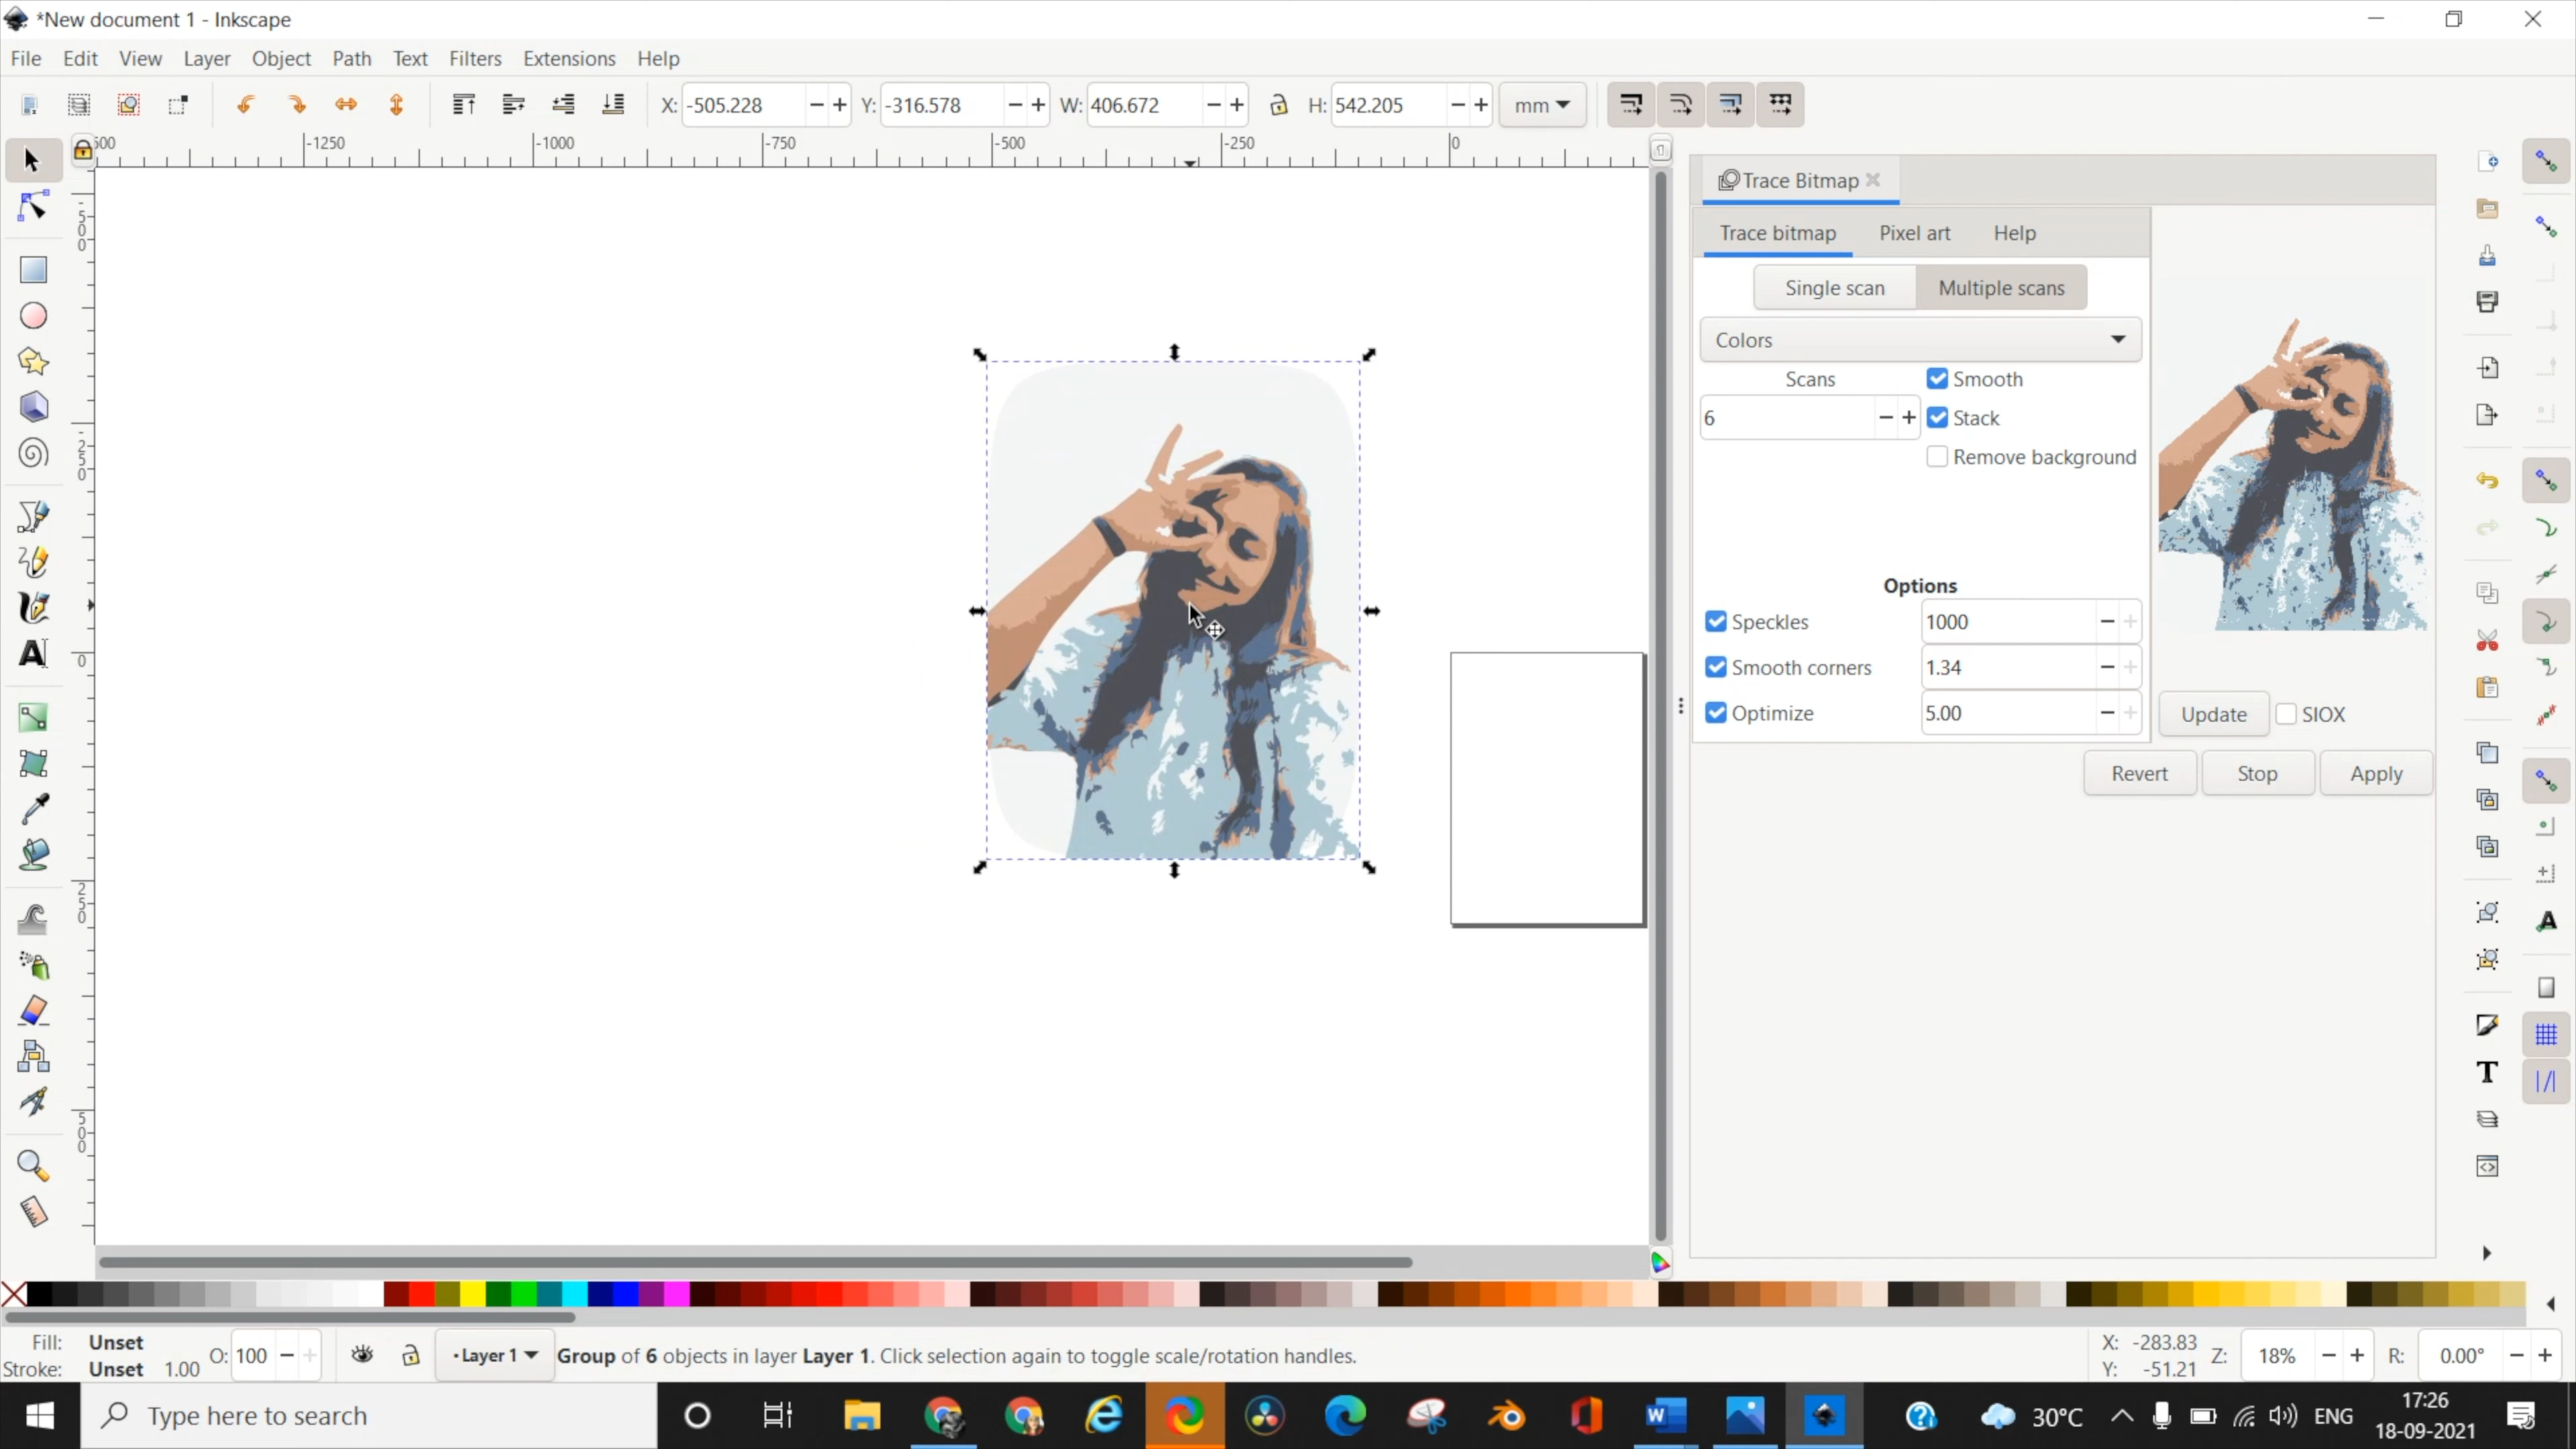 *New document 1 - Inkscape
File Edit View Layer Object Path Text Filters Extensions Help
X: -505.228 Y: -316.578 W: 406.672 H: 542.205 mm
-1250 -1000 -750 -500 -250 0
Trace Bitmap
Trace bitmap Pixel art Help
Single scan Multiple scans
Colors
Scans Smooth
6 Stack
Remove background
Options
Speckles 1000
Smooth corners 1.34
Optimize 5.00
Update SIOX
Revert Stop Apply
Fill: Unset
Stroke: Unset 1.00
O: 100
Layer 1
Group of 6 objects in layer Layer 1. Click selection again to toggle scale/rotation handles.
X: -283.83
Y: -51.21
Z: 18% R: 0.00°
Type here to search
30°C ENG
17:26
18-09-2021